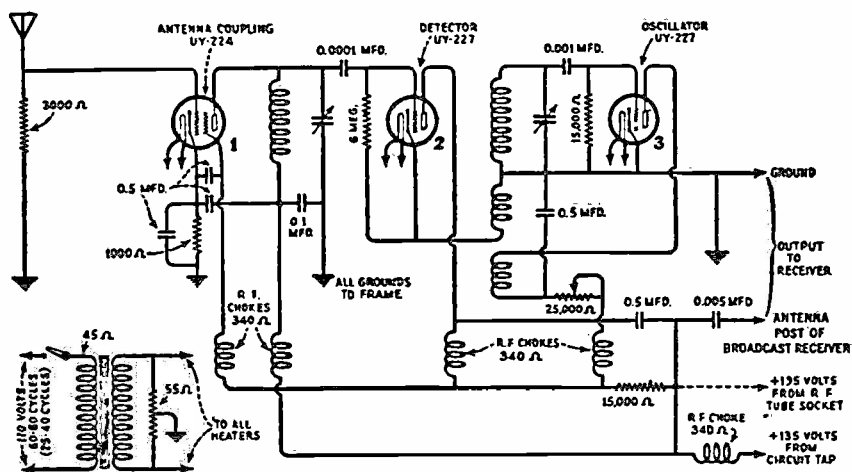 ANTENNA COUPLING
UY-224
DETECTOR
UY-227
OSCILLATOR
UY-227
0.0001 MFD.
0.001 MFD.
3000 Ω
1
6 MEG.
2
15,000 Ω
3
GROUND
0.5 MFD.
0.1
MFD.
0.5 MFD.
1000 Ω
ALL GROUNDS
TO FRAME
OUTPUT
TO
RECEIVER
R F.
CHOKES
340 Ω
25,000 Ω
0.5 MFD.
0.005 MFD
ANTENNA
POST OF
BROADCAST RECEIVER
R.F CHOKES
340 Ω
45Ω
110 VOLTS
60-80 CYCLES
(25-40 CYCLES)
55Ω
TO ALL
HEATERS
15,000 Ω
+195 VOLTS
FROM R F
TUBE SOCKET
R F CHOKE
340 Ω
+135 VOLTS
FROM
CIRCUIT TAP